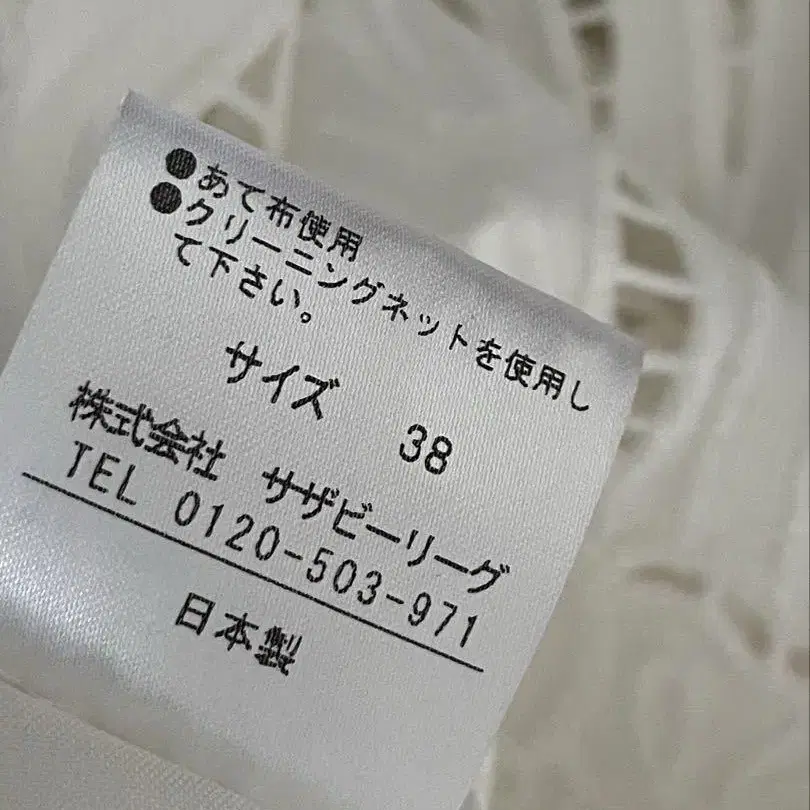 ●あて布使用
●クリーニングネットを使用し
て下さい。
サイズ 38
株式会社 サザビーリーグ
TEL 0120-503-971
日本製